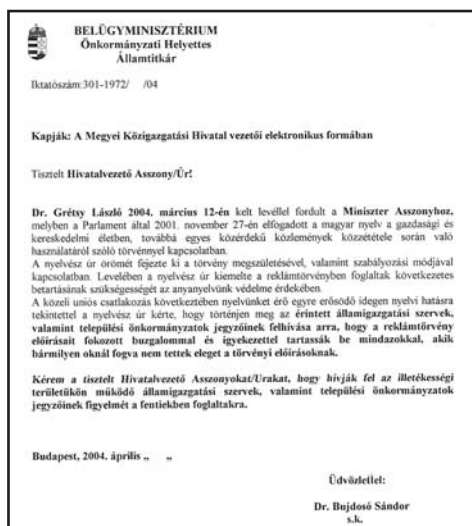 BELÜGYMINISZTÉRIUM
Önkormányzati Helyettes
Államtitkár
Iktatószám:301-1972/ /04
Kapják: A Megyei Közigazgatási Hivatal vezetői elektronikus formában
Tisztelt Hivatalvezető Asszony/Úr!
Dr. Grétsy László 2004. március 12-én kelt levéllel fordult a Miniszter Asszonyhoz,
melyben a Parlament által 2001. november 27-én elfogadott a magyar nyelv a gazdasági és
kereskedelmi életben, továbbá egyes közérdekű közlemények közzététele során való
használatáról szóló törvénnyel kapcsolatban.
A nyelvész úr örömét fejezte ki a törvény megszületésével, valamint szabályozási módjával
kapcsolatban. Levelében a nyelvész úr kiemelte a reklámtörvényben foglaltak következetes
betartásának szükségességét az anyanyelvünk védelme érdekében.
A közeli uniós csatlakozás következtében nyelvünket érő egyre erősödő idegen nyelvi hatásra
tekintettel a nyelvész úr kérte, hogy történjen meg az érintett államigazgatási szervek,
valamint települési önkormányzatok jegyzőinek felhívása arra, hogy a reklámtörvény
előírásait fokozott buzgalommal és igyekezettel tartassák be mindazokkal, akik
bármilyen oknál fogva nem tettek eleget a törvényi előírásoknak.
Kérem a tisztelt Hivatalvezető Asszonyokat/Urakat, hogy hívják fel az illetékességi
területükön működő államigazgatási szervek, valamint települési önkormányzatok
jegyzőinek figyelmét a fentiekben foglaltakra.
Budapest, 2004. április „ „
Üdvözlettel:
Dr. Bujdosó Sándor
s.k.